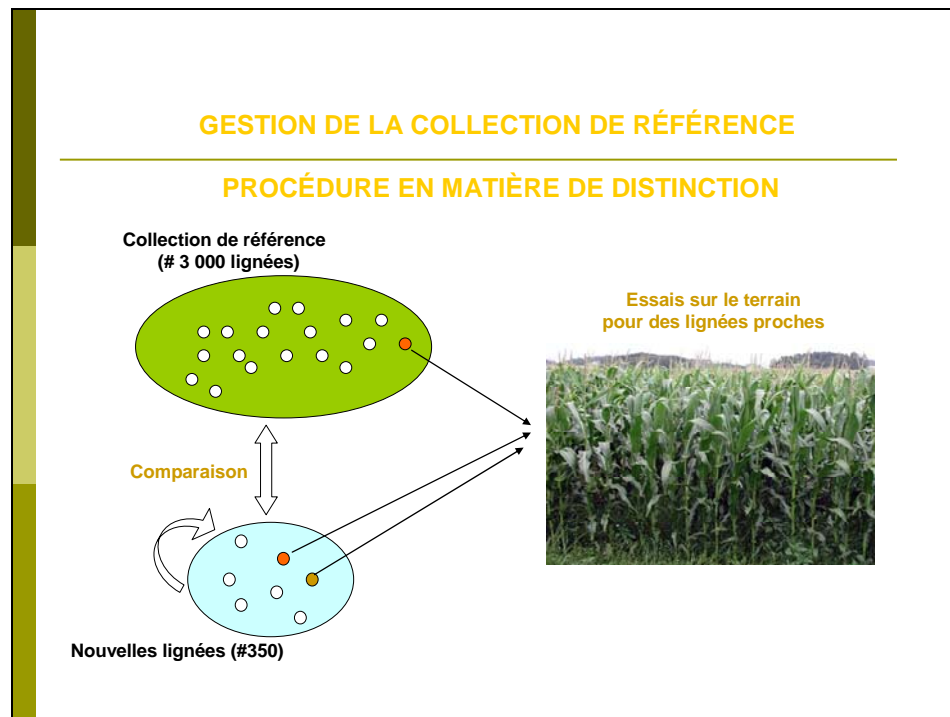 GESTION DE LA COLLECTION DE RÉFÉRENCE
PROCÉDURE EN MATIÈRE DE DISTINCTION
Collection de référence
(# 3 000 lignées)
Essais sur le terrain
pour des lignées proches
Comparaison
Nouvelles lignées (#350)